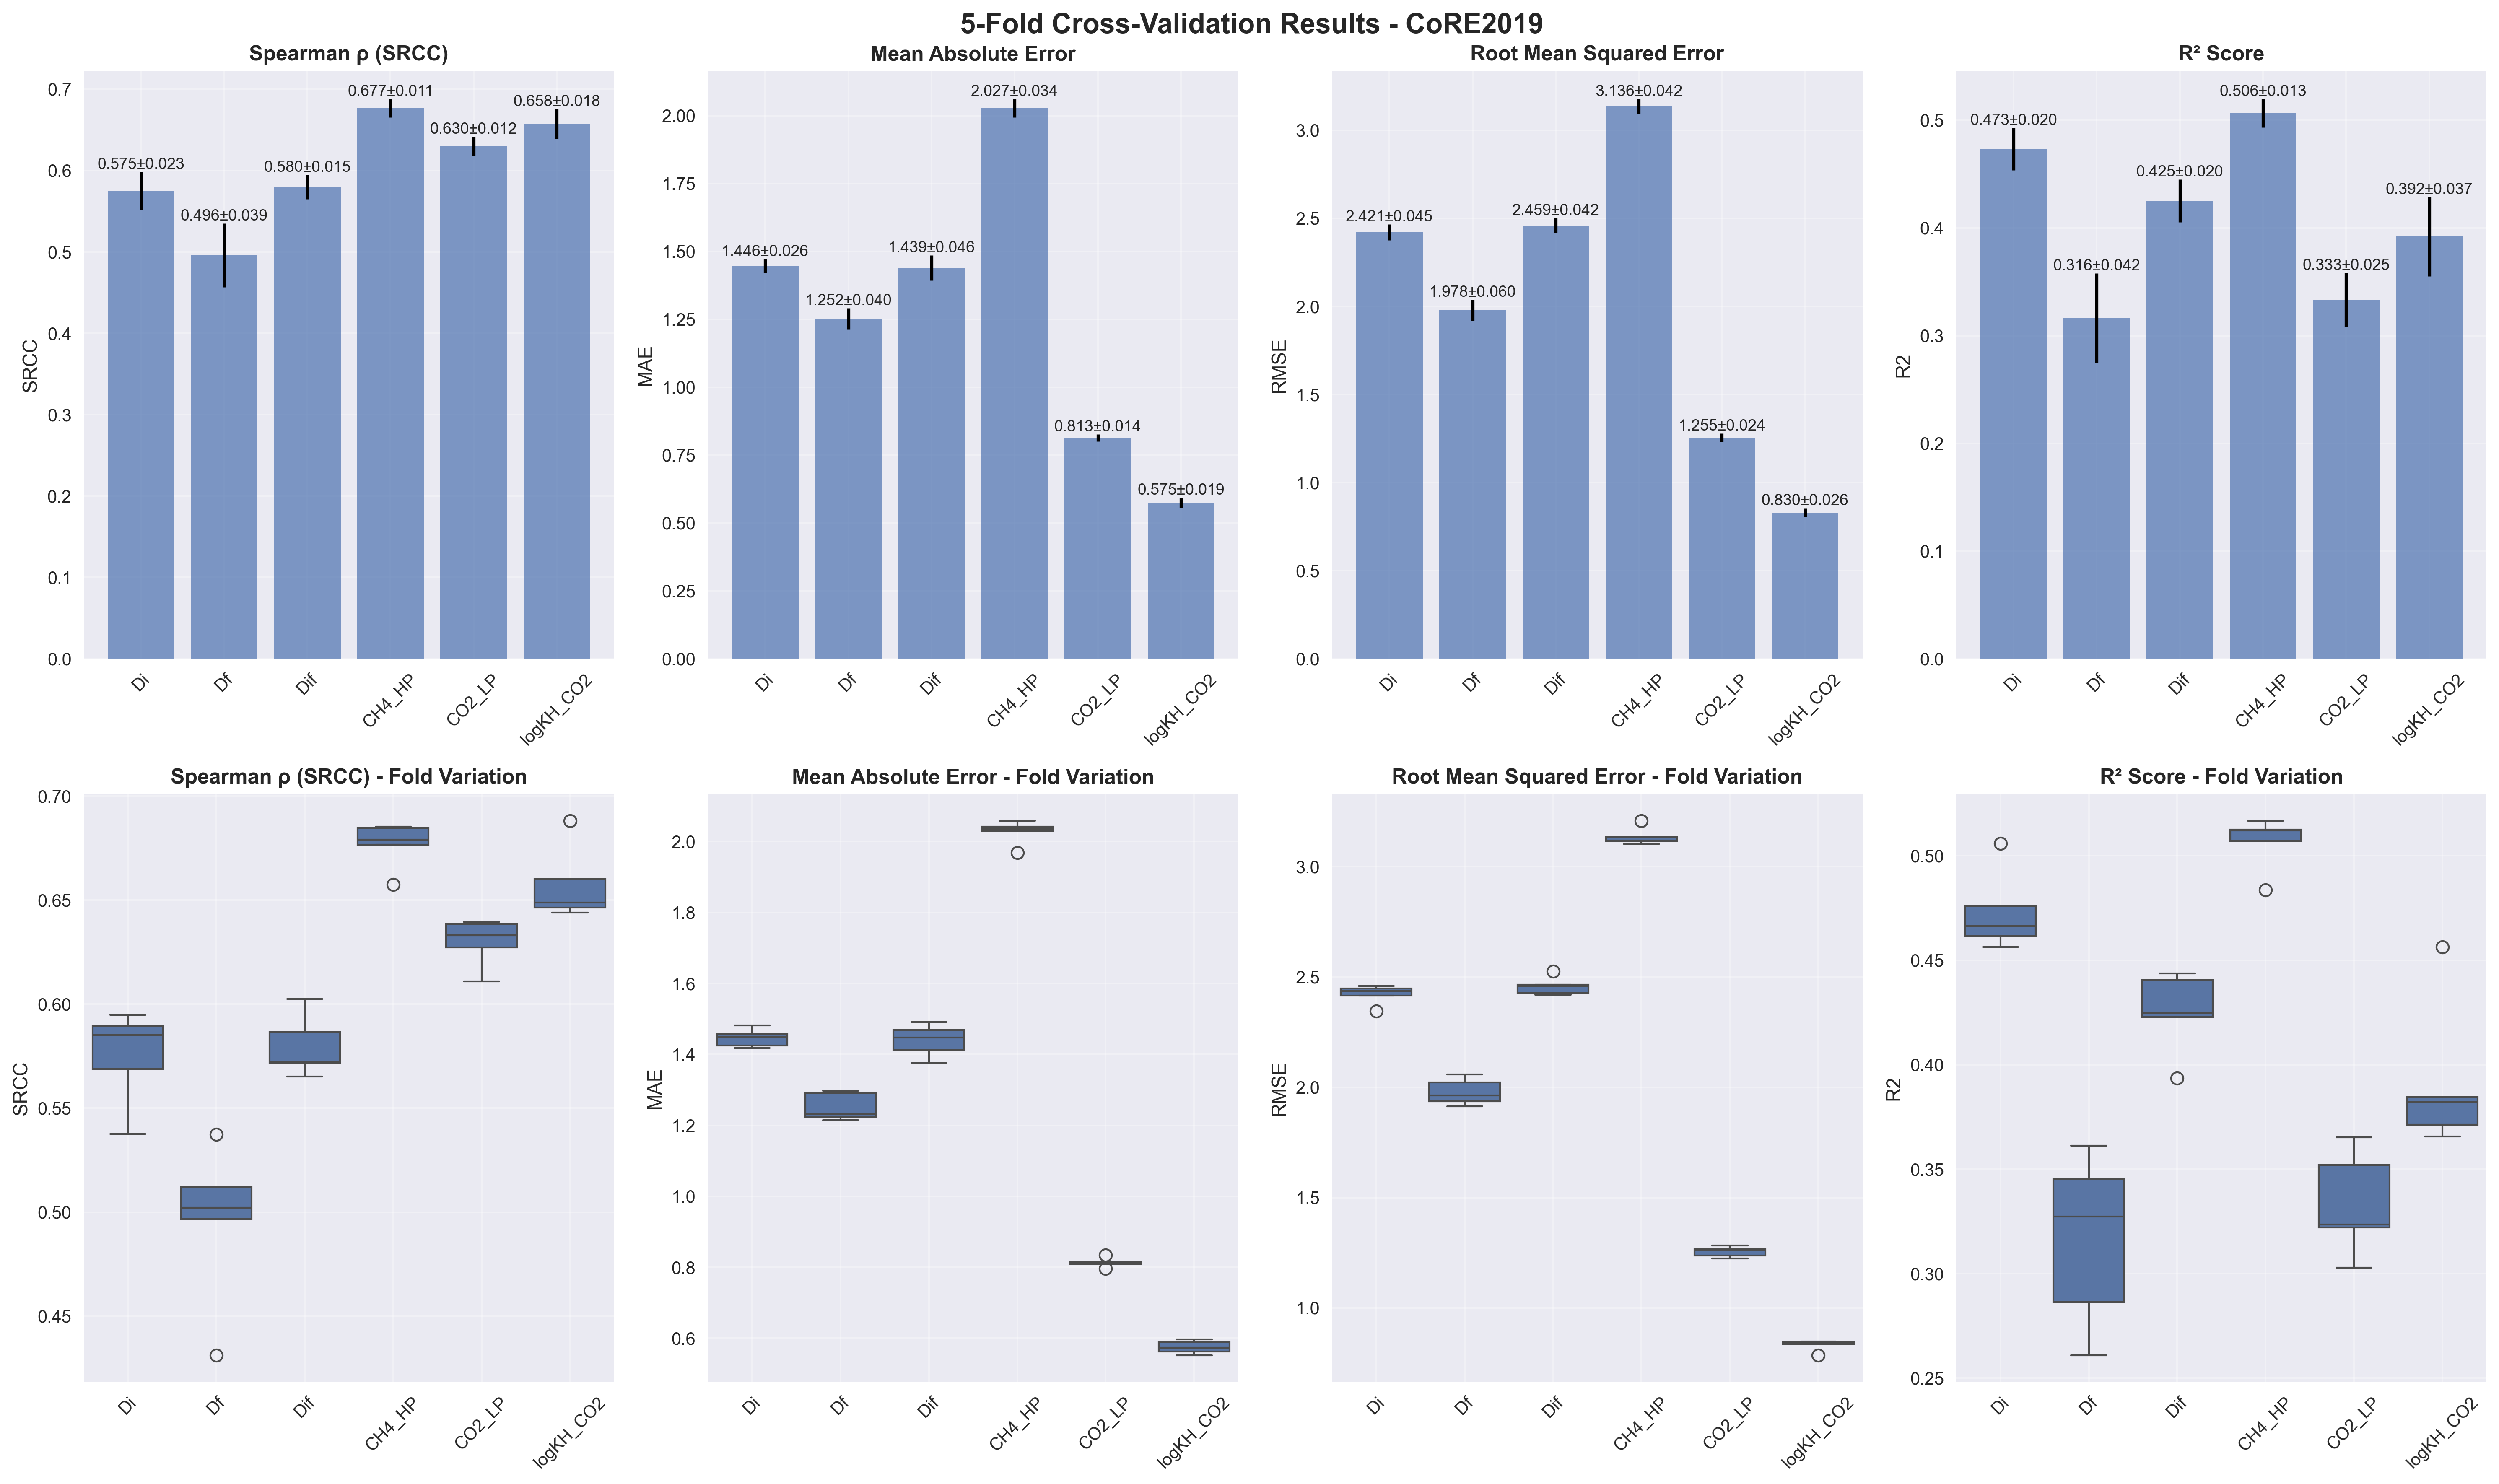 5-Fold Cross-Validation Results - CoRE2019
Spearman ρ (SRCC)
SRCC
0.7
0.6
0.5
0.4
0.3
0.2
0.1
0.0
0.575±0.023
0.496±0.039
0.580±0.015
0.677±0.011
0.630±0.012
0.658±0.018
Di
Df
Dif
CH4_HP
CO2_LP
logKH_CO2
Mean Absolute Error
MAE
2.00
1.75
1.50
1.25
1.00
0.75
0.50
0.25
0.00
1.446±0.026
1.252±0.040
1.439±0.046
2.027±0.034
0.813±0.014
0.575±0.019
Di
Df
Dif
CH4_HP
CO2_LP
logKH_CO2
Root Mean Squared Error
RMSE
3.0
2.5
2.0
1.5
1.0
0.5
0.0
2.421±0.045
1.978±0.060
2.459±0.042
3.136±0.042
1.255±0.024
0.830±0.026
Di
Df
Dif
CH4_HP
CO2_LP
logKH_CO2
R² Score
R2
0.5
0.4
0.3
0.2
0.1
0.0
0.473±0.020
0.316±0.042
0.425±0.020
0.506±0.013
0.333±0.025
0.392±0.037
Di
Df
Dif
CH4_HP
CO2_LP
logKH_CO2
Spearman ρ (SRCC) - Fold Variation
SRCC
0.70
0.65
0.60
0.55
0.50
0.45
Di
Df
Dif
CH4_HP
CO2_LP
logKH_CO2
Mean Absolute Error - Fold Variation
MAE
2.0
1.8
1.6
1.4
1.2
1.0
0.8
0.6
Di
Df
Dif
CH4_HP
CO2_LP
logKH_CO2
Root Mean Squared Error - Fold Variation
RMSE
3.0
2.5
2.0
1.5
1.0
Di
Df
Dif
CH4_HP
CO2_LP
logKH_CO2
R² Score - Fold Variation
R2
0.50
0.45
0.40
0.35
0.30
0.25
Di
Df
Dif
CH4_HP
CO2_LP
logKH_CO2